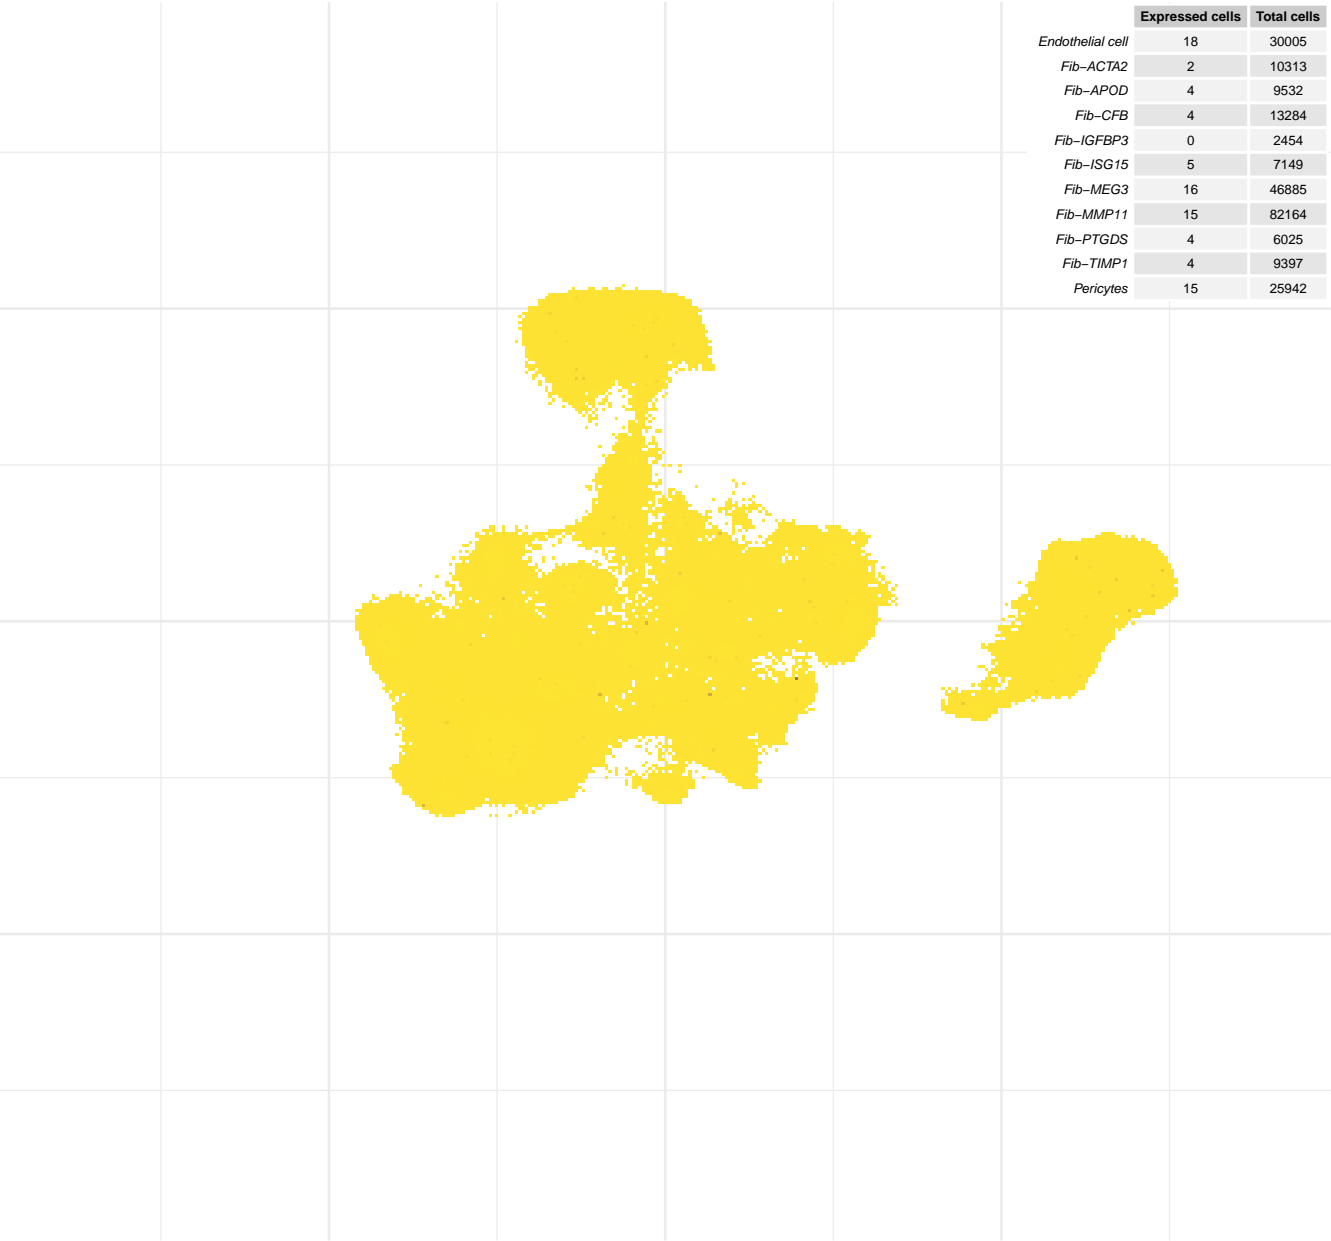 Expressed cells Total cells
Endothelial cell 18 30005
Fib−ACTA2 2 10313
Fib−APOD 4 9532
Fib−CFB 4 13284
Fib−IGFBP3 0 2454
Fib−ISG15 5 7149
Fib−MEG3 16 46885
Fib−MMP11 15 82164
Fib−PTGDS 4 6025
Fib−TIMP1 4 9397
Pericytes 15 25942